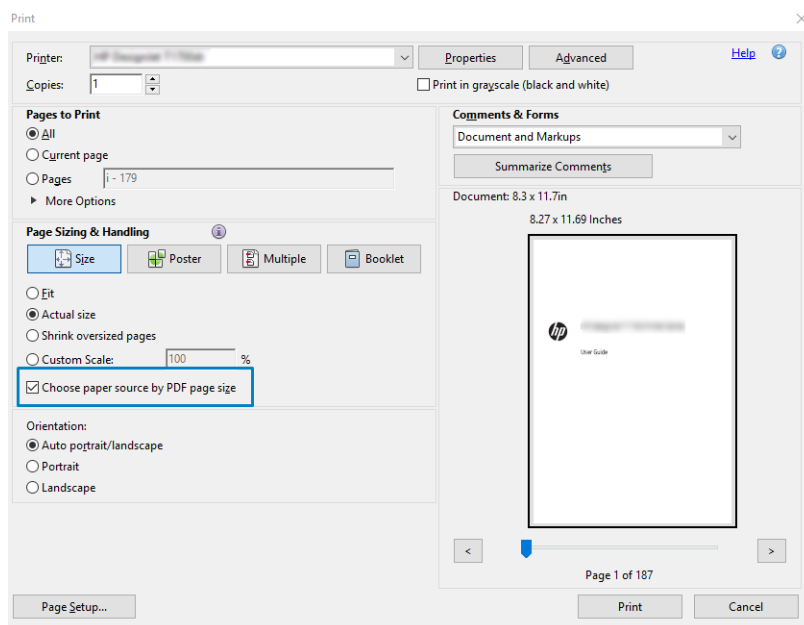 Print
Printer:
Properties
Advanced
Help
Copies:
1
Print in grayscale (black and white)
Pages to Print
All
Current page
Pages
i - 179
More Options
Comments & Forms
Document and Markups
Summarize Comments
Page Sizing & Handling
Size
Poster
Multiple
Booklet
Fit
Actual size
Shrink oversized pages
Custom Scale:
100
%
Choose paper source by PDF page size
Orientation:
Auto portrait/landscape
Portrait
Landscape
Document: 8.3 x 11.7in
8.27 x 11.69 Inches
hp
User Guide
<
>
Page 1 of 187
Page Setup...
Print
Cancel